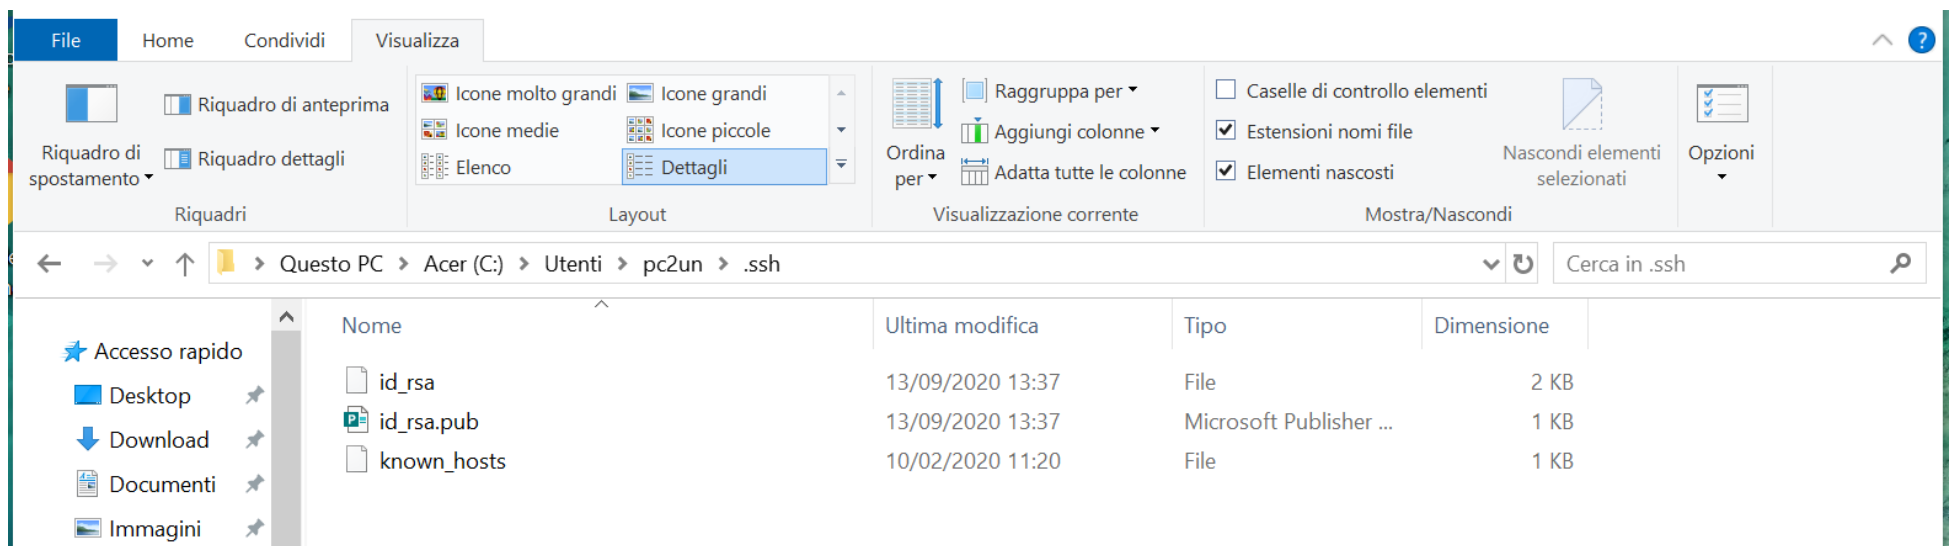 File Home Condividi Visualizza
Riquadro di spostamento
Riquadro di anteprima
Riquadro dettagli
Riquadri
Icone molto grandi Icone grandi
Icone medie Icone piccole
Elenco Dettagli
Layout
Ordina per
Raggruppa per
Aggiungi colonne
Adatta tutte le colonne
Visualizzazione corrente
Caselle di controllo elementi
Estensioni nomi file
Elementi nascosti
Nascondi elementi selezionati
Mostra/Nascondi
Opzioni
Questo PC > Acer (C:) > Utenti > pc2un > .ssh
Cerca in .ssh
Accesso rapido
Desktop
Download
Documenti
Immagini
Nome Ultima modifica Tipo Dimensione
id_rsa 13/09/2020 13:37 File 2 KB
id_rsa.pub 13/09/2020 13:37 Microsoft Publisher ... 1 KB
known_hosts 10/02/2020 11:20 File 1 KB